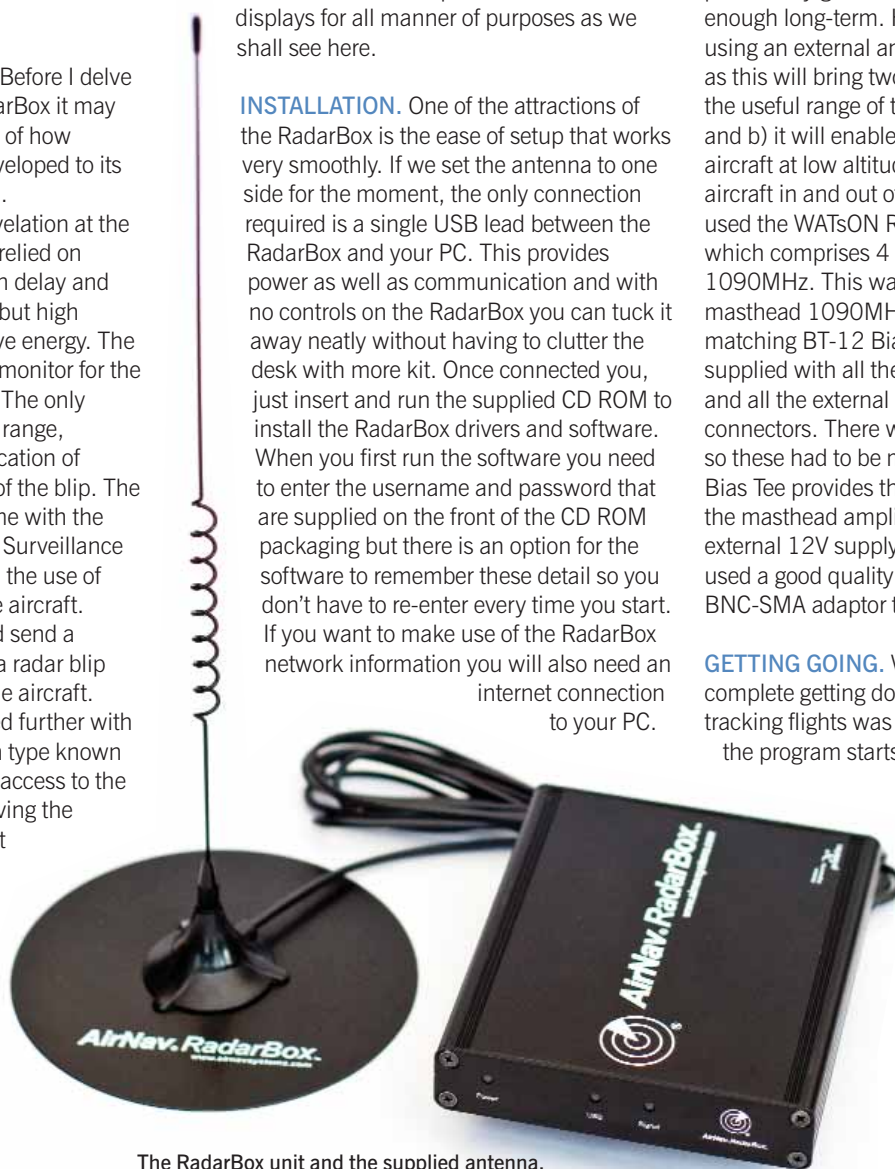 Before I delve
arBox it may
of how
veloped to its
.
velation at the
relied on
n delay and
but high
ve energy. The
monitor for the
The only
range,
cation of
of the blip. The
ne with the
Surveillance
the use of
e aircraft.
d send a
a radar blip
e aircraft.
d further with
n type known
access to the
ving the
t
displays for all manner of purposes as we
shall see here.
INSTALLATION. One of the attractions of
the RadarBox is the ease of setup that works
very smoothly. If we set the antenna to one
side for the moment, the only connection
required is a single USB lead between the
RadarBox and your PC. This provides
power as well as communication and with
no controls on the RadarBox you can tuck it
away neatly without having to clutter the
desk with more kit. Once connected you,
just insert and run the supplied CD ROM to
install the RadarBox drivers and software.
When you first run the software you need
to enter the username and password that
are supplied on the front of the CD ROM
packaging but there is an option for the
software to remember these detail so you
don't have to re-enter every time you start.
If you want to make use of the RadarBox
network information you will also need an
internet connection
to your PC.
enough long-term.
using an external an
as this will bring two
the useful range of t
and b) it will enable
aircraft at low altitud
aircraft in and out o
used the WATsON R
which comprises 4
1090MHz. This wa
masthead 1090MH
matching BT-12 Bia
supplied with all the
and all the external
connectors. There w
so these had to be n
Bias Tee provides th
the masthead ampli
external 12V supply
used a good quality
BNC-SMA adaptor t
GETTING GOING. W
complete getting do
tracking flights was
the program starts
AirNav.RadarBox
www.airnavsystems.com
AirNav.RadarBox
www.airnavsystems.com
®
Power
USB
Signal
AirNav.RadarBox
The RadarBox unit and the supplied antenna.